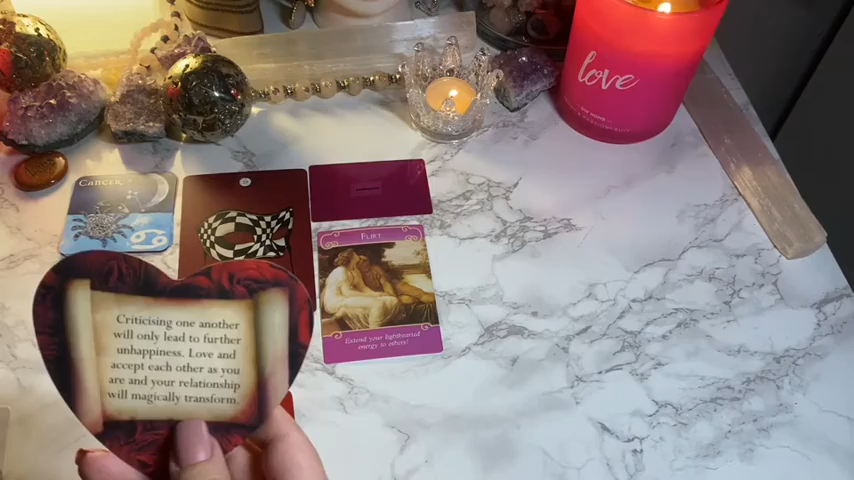 love
CANCER
FLIRT
Extend your lighthearted
energy to others!
Criticising one another
will only lead to further
unhappiness. Love and
accept each other as you
are and your relationship
will magically transform.